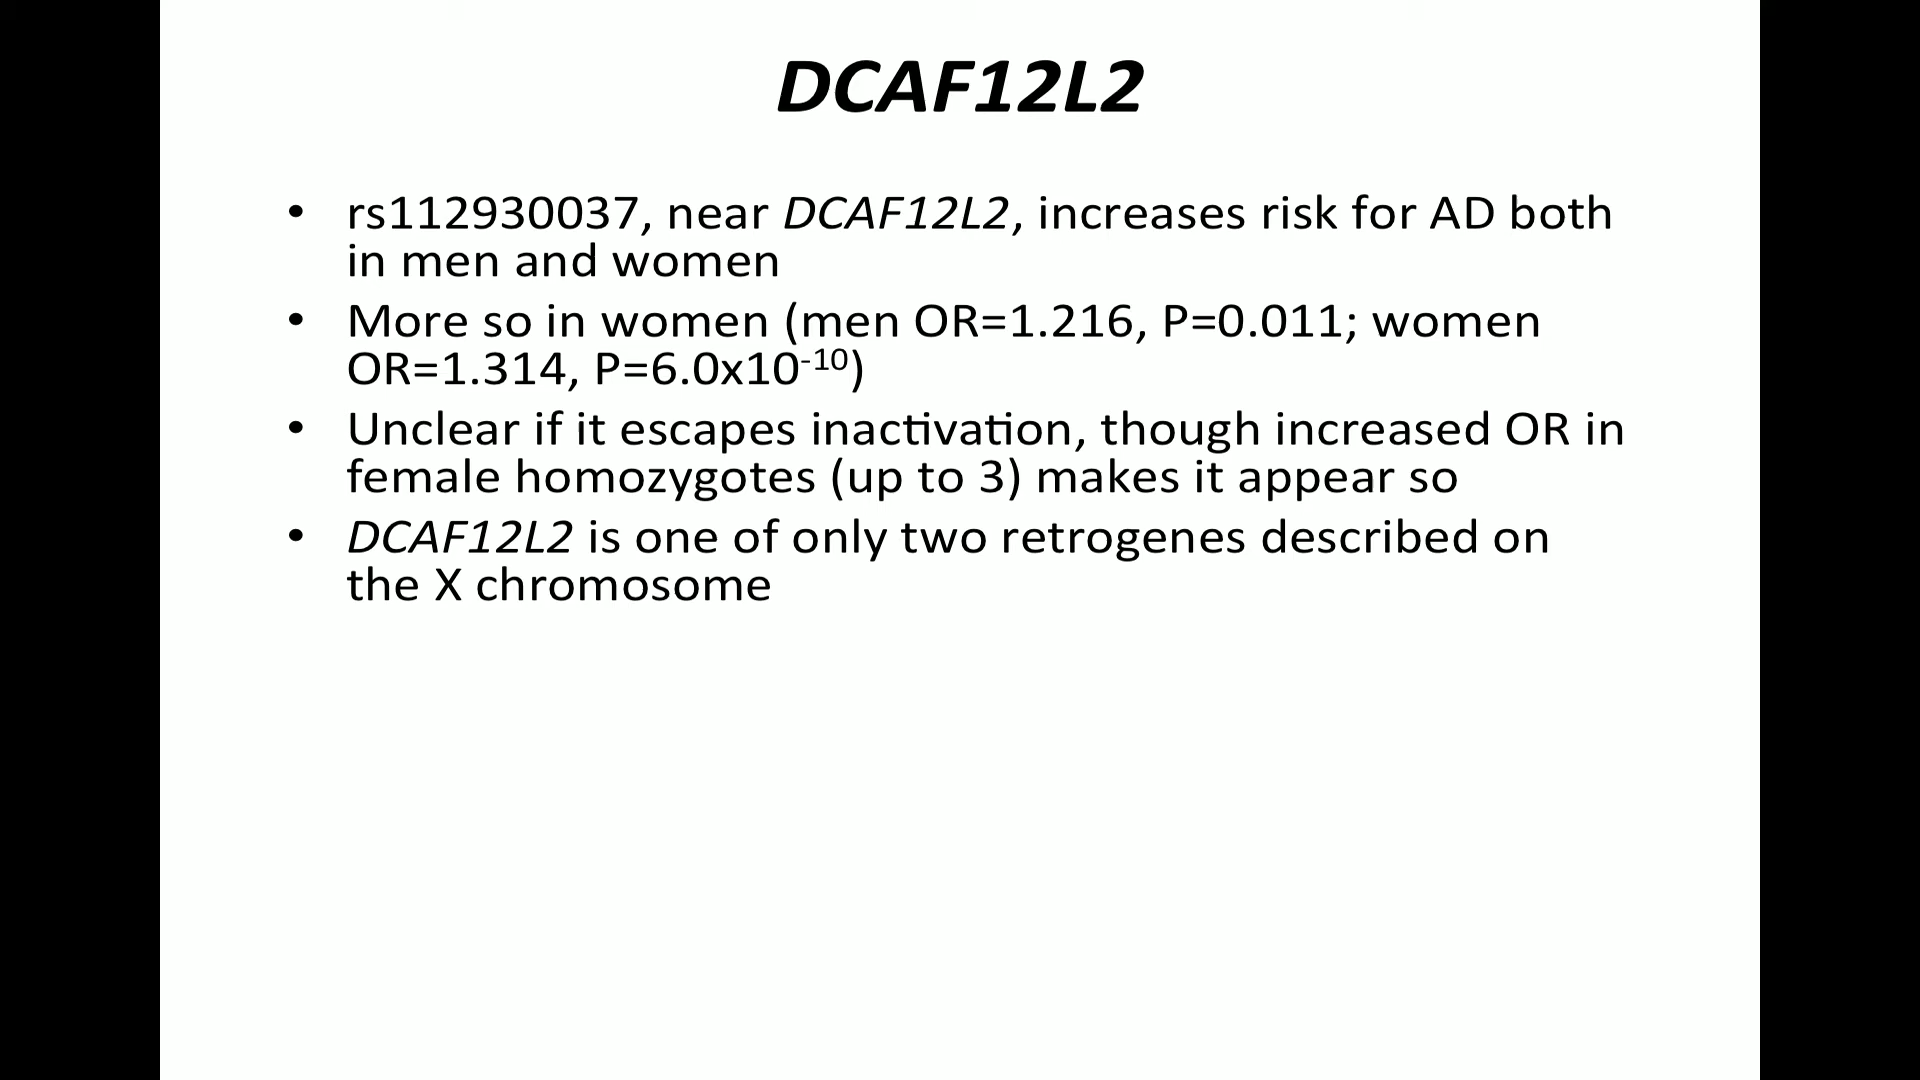 DCAF12L2
• rs112930037, near DCAF12L2, increases risk for AD both
in men and women
• More so in women (men OR=1.216, P=0.011; women
OR=1.314, P=6.0x10⁻¹⁰)
• Unclear if it escapes inactivation, though increased OR in
female homozygotes (up to 3) makes it appear so
• DCAF12L2 is one of only two retrogenes described on
the X chromosome